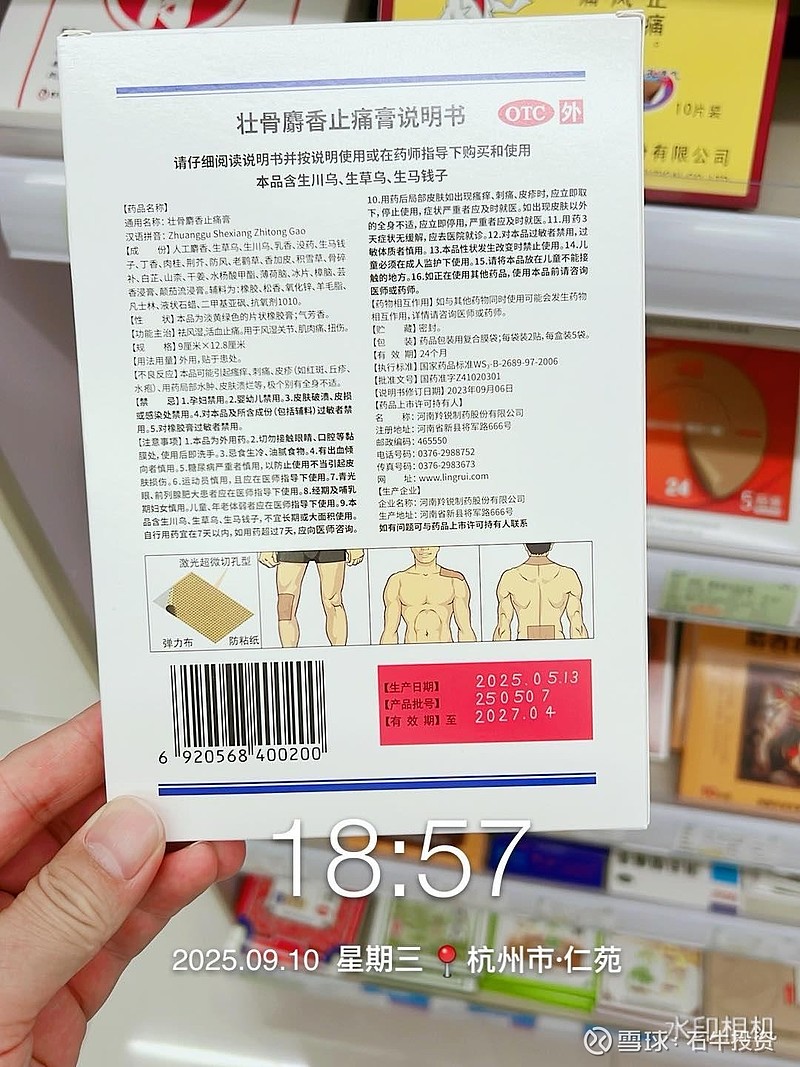 10片装
有限公司
壮骨麝香止痛膏说明书
OTC 外
请仔细阅读说明书并按说明使用或在药师指导下购买和使用
本品含生川乌、生草乌、生马钱子
【药品名称】
通用名称：壮骨麝香止痛膏
汉语拼音：Zhuanggu Shexiang Zhitong Gao
【成 份】人工麝香、生草乌、生川乌、乳香、没药、生马钱
子、丁香、肉桂、荆芥、防风、老鹳草、香加皮、积雪草、骨碎
补、白芷、山柰、干姜、水杨酸甲酯、薄荷脑、冰片、樟脑、芸
香浸膏、颠茄流浸膏。辅料为：橡胶、松香、氧化锌、羊毛脂、
凡士林、液状石蜡、二甲基亚砜、抗氧剂1010。
【性 状】本品为淡黄绿色的片状橡胶膏；气芳香。
【功能主治】祛风湿，活血止痛。用于风湿关节、肌肉痛、扭伤。
【规 格】9厘米×12.8厘米
【用法用量】外用，贴于患处。
【不良反应】本品可能引起瘙痒、刺痛、皮疹（如红斑、丘疹、
水疱）、用药局部水肿、皮肤溃烂等，极个别有全身不适。
【禁 忌】1.孕妇禁用。2.婴幼儿禁用。3.皮肤破溃、皮损
或感染处禁用。4.对本品及所含成份（包括辅料）过敏者禁
用。5.对橡胶膏过敏者禁用。
【注意事项】1.本品为外用药。2.切勿接触眼睛、口腔等黏
膜处，使用后即洗手。3.忌食生冷、油腻食物。4.有出血倾
向者慎用。5.糖尿病严重者慎用，以防止使用不当引起皮
肤损伤。6.运动员慎用，且应在医师指导下使用。7.青光
眼、前列腺肥大患者应在医师指导下使用。8.经期及哺乳
期妇女慎用。儿童、年老体弱者应在医师指导下使用。9.本
品含生川乌、生草乌、生马钱子，不宜长期或大面积使用。
自行用药宜在7天以内，如用药超过7天，应向医师咨询。
10.用药后局部皮肤如出现瘙痒、刺痛、皮疹时，应立即取
下，停止使用，症状严重者应及时就医。如出现皮肤以外
的全身不适，应立即停用，严重者应及时就医。11.用药3
天症状无缓解，应去医院就诊。12.对本品过敏者禁用，过
敏体质者慎用。13.本品性状发生改变时禁止使用。14.儿
童必须在成人监护下使用。15.请将本品放在儿童不能接
触的地方。16.如正在使用其他药品，使用本品前请咨询
医师或药师。
【药物相互作用】如与其他药物同时使用可能会发生药物
相互作用，详情请咨询医师或药师。
【贮 藏】密封。
【包 装】药品包装用复合膜袋；每袋装2贴，每盒装5袋。
【有 效 期】24个月
【执行标准】国家药品标准WS₃-B-2689-97-2006
【批准文号】国药准字Z41020301
【说明书修订日期】2023年09月06日
【药品上市许可持有人】
名 称：河南羚锐制药股份有限公司
注册地址：河南省新县将军路666号
邮政编码：465550
电话号码：0376-2988752
传真号码：0376-2983673
网 址：www.lingrui.com
【生产企业】
企业名称：河南羚锐制药股份有限公司
生产地址：河南省新县将军路666号
如有问题可与药品上市许可持有人联系
激光超微切孔型
弹力布 防粘纸
6 920568 400200
【生产日期】 2025.05.13
【产品批号】 250507
【有 效 期】至 2027.04
24
18:57
2025.09.10 星期三 杭州市·仁苑
水印相机
雪球：石牛投资